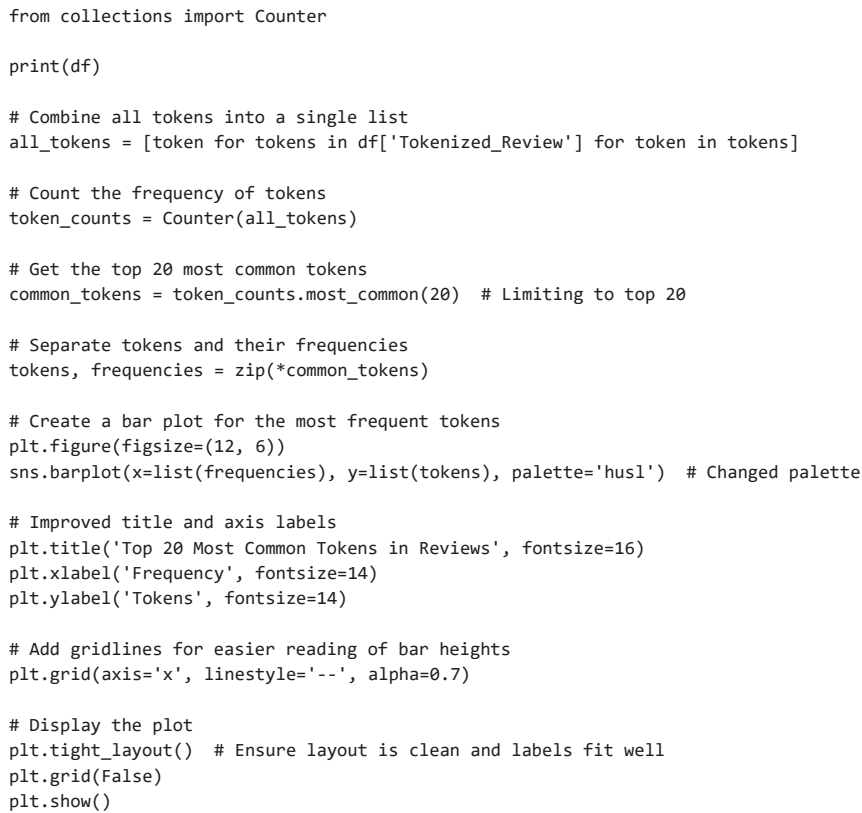 from collections import Counter
print(df)
# Combine all tokens into a single list
all_tokens = [token for tokens in df['Tokenized_Review'] for token in tokens]
# Count the frequency of tokens
token_counts = Counter(all_tokens)
# Get the top 20 most common tokens
common_tokens = token_counts.most_common(20)  # Limiting to top 20
# Separate tokens and their frequencies
tokens, frequencies = zip(*common_tokens)
# Create a bar plot for the most frequent tokens
plt.figure(figsize=(12, 6))
sns.barplot(x=list(frequencies), y=list(tokens), palette='husl')  # Changed palette
# Improved title and axis labels
plt.title('Top 20 Most Common Tokens in Reviews', fontsize=16)
plt.xlabel('Frequency', fontsize=14)
plt.ylabel('Tokens', fontsize=14)
# Add gridlines for easier reading of bar heights
plt.grid(axis='x', linestyle='--', alpha=0.7)
# Display the plot
plt.tight_layout()  # Ensure layout is clean and labels fit well
plt.grid(False)
plt.show()